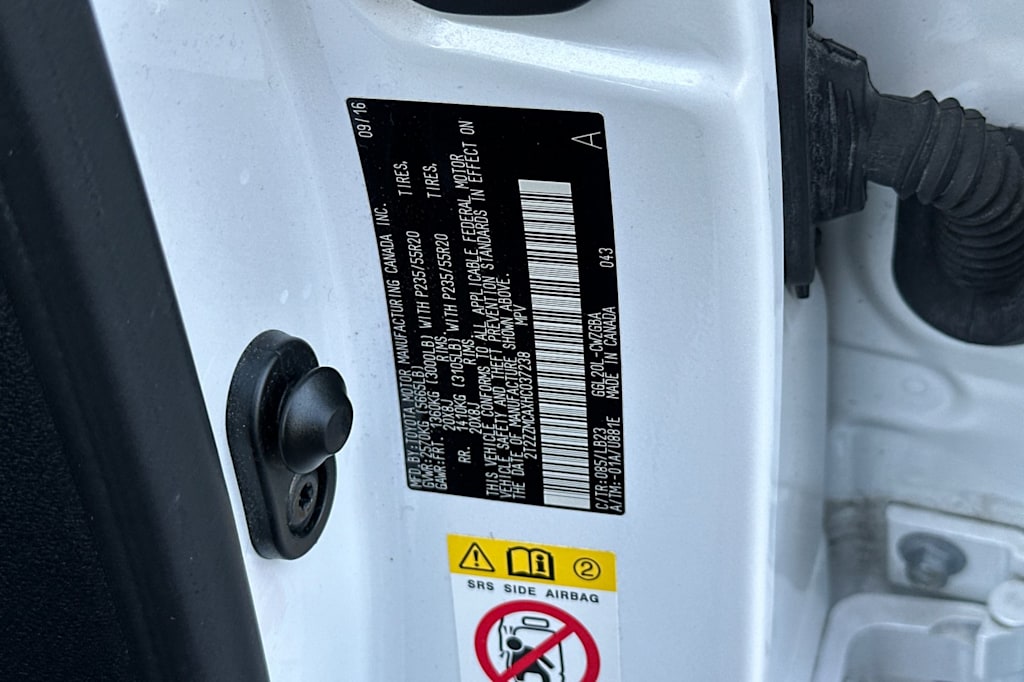 09/16
MFD. BY:TOYOTA MOTOR MANUFACTURING CANADA INC.
GVWR:2570KG (5665LB)
GAWR:FRT. 1360KG (3000LB) WITH P235/55R20 TIRES,
20X8J RIMS,
RR. 1410KG (3105LB) WITH P235/55R20 TIRES,
20X8J RIMS,
THIS VEHICLE CONFORMS TO ALL APPLICABLE FEDERAL MOTOR
VEHICLE SAFETY AND THEFT PREVENTION STANDARDS IN EFFECT ON
THE DATE OF MANUFACTURE SHOWN ABOVE.
2T2ZZMCAXHC037238 MPV
C/TR:085/LB23 GGL20L-CWZGBA 043
A/TM:-01A/U881E MADE IN CANADA
A
2
SRS SIDE AIRBAG